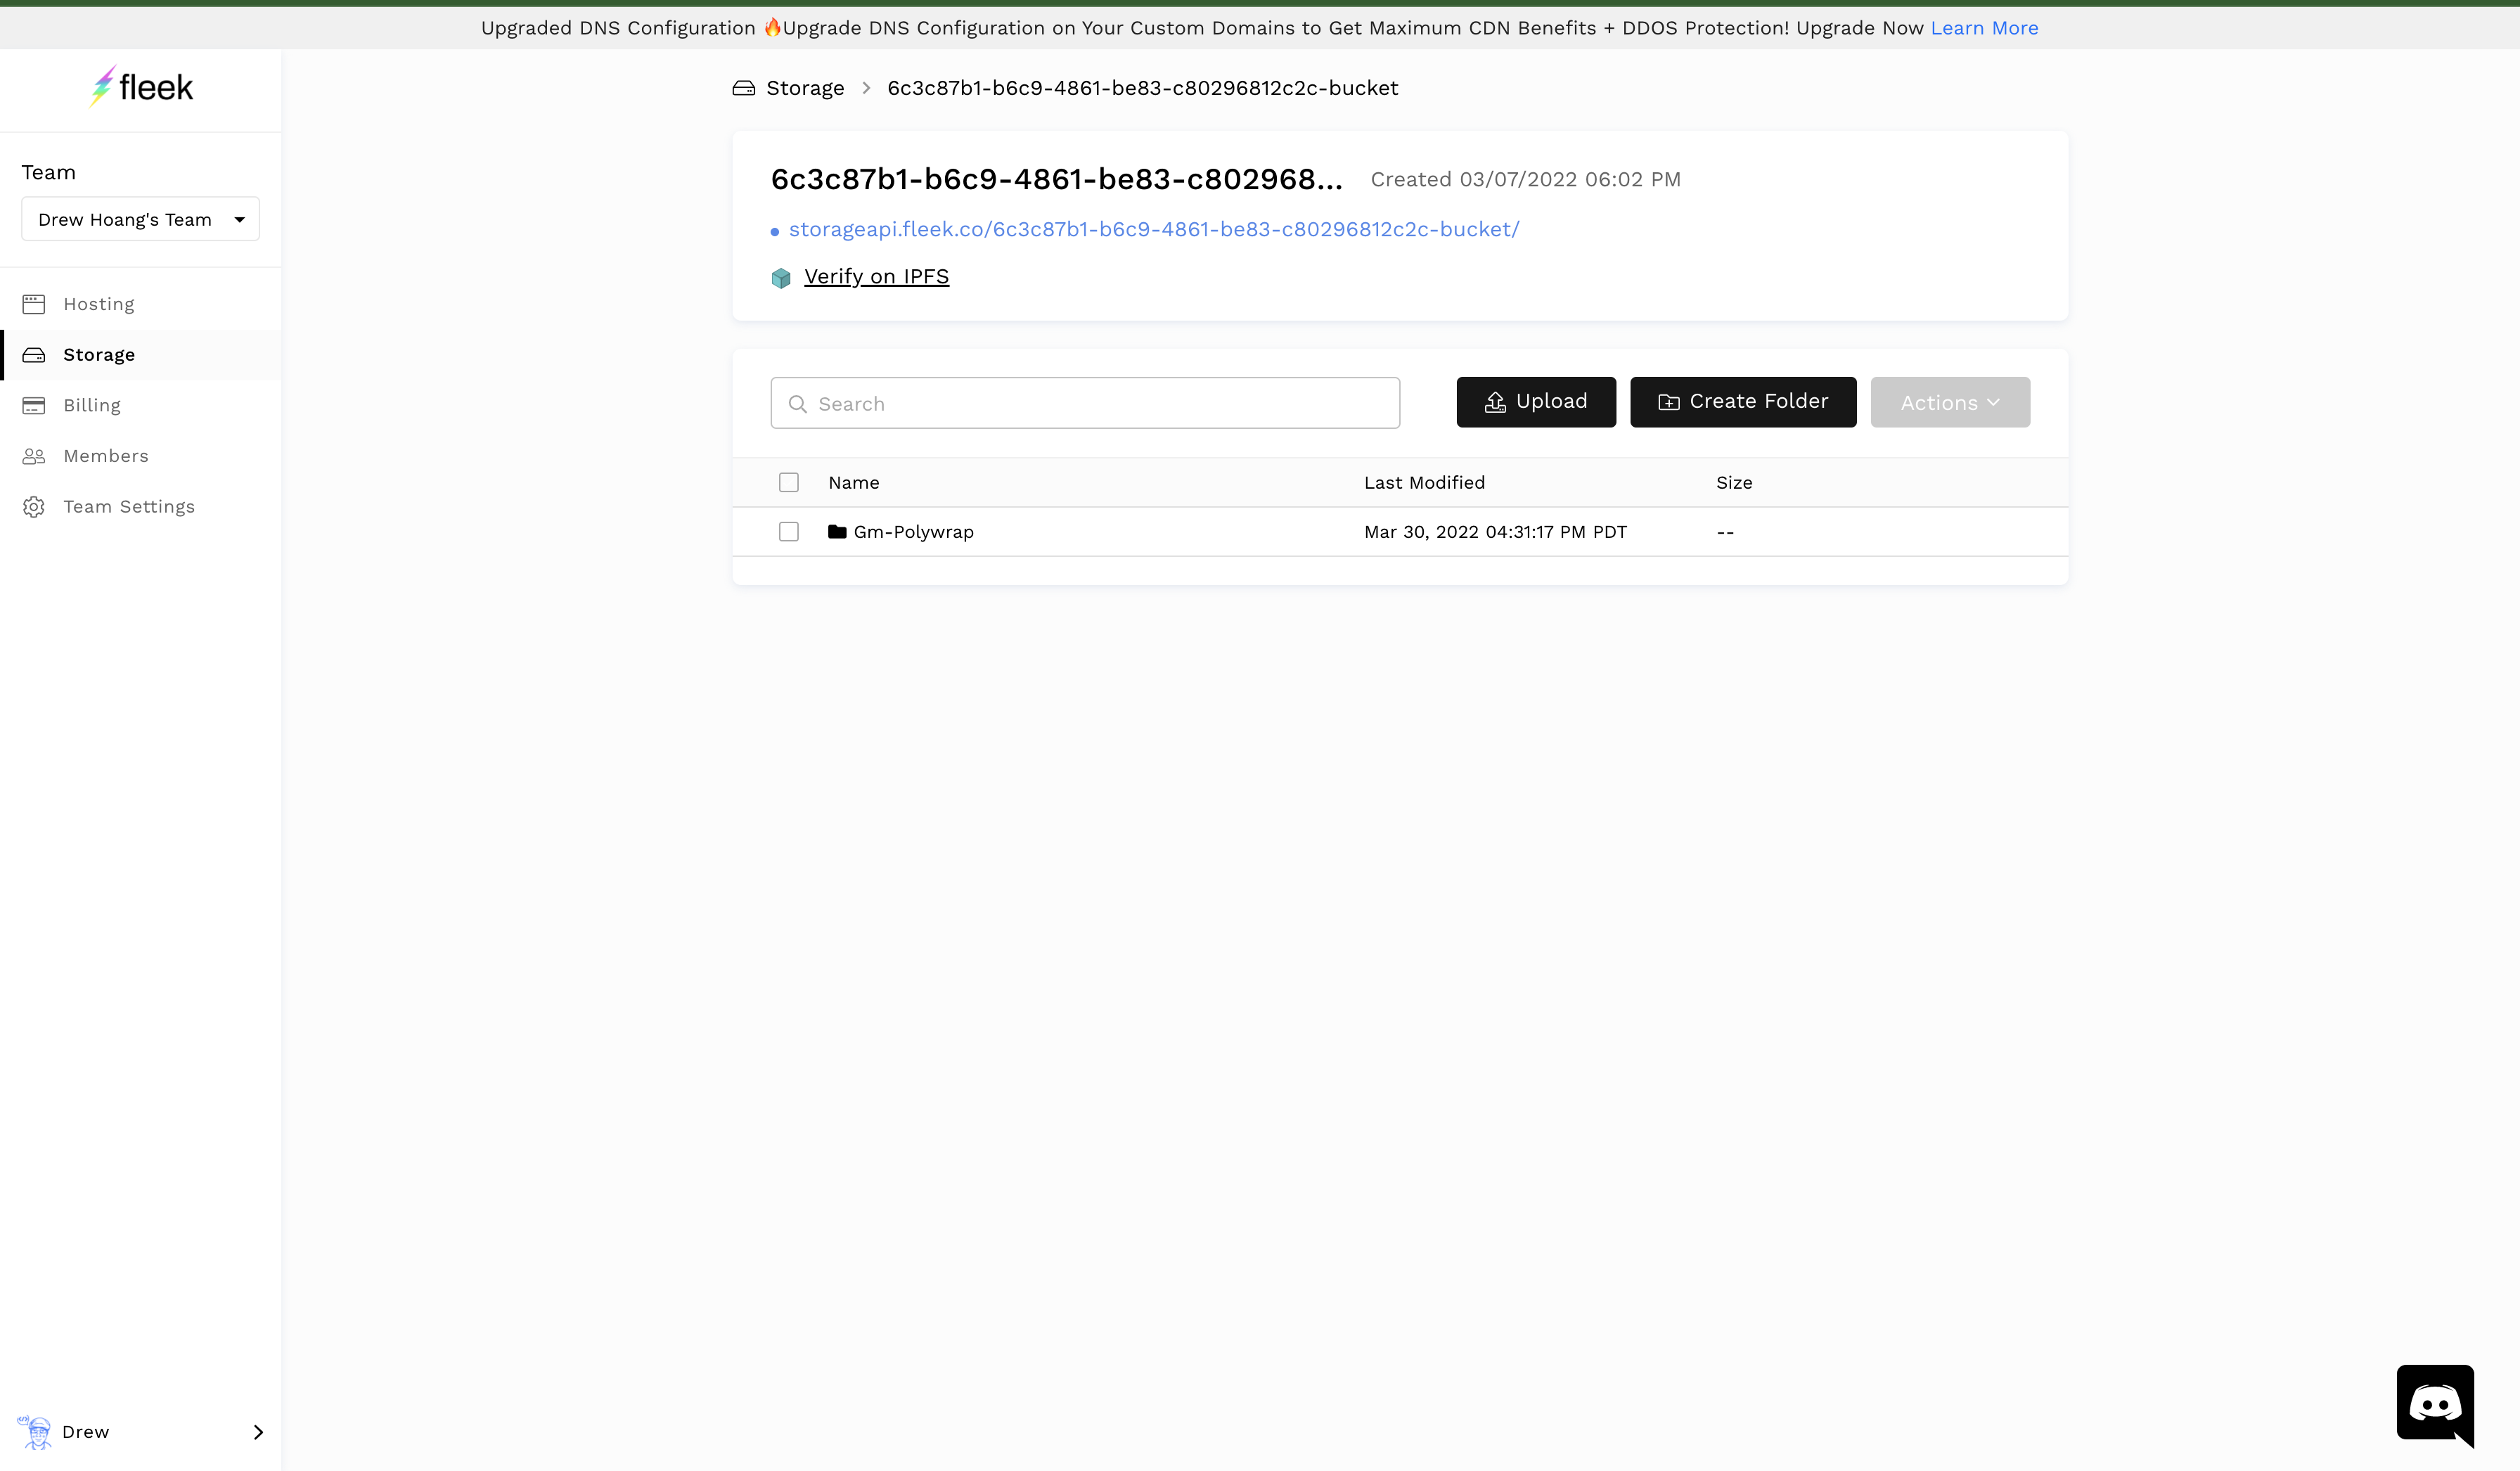 Upgraded DNS Configuration 🔥Upgrade DNS Configuration on Your Custom Domains to Get Maximum CDN Benefits + DDOS Protection! Upgrade Now Learn More
fleek
Team
Drew Hoang's Team
Hosting
Storage
Billing
Members
Team Settings
Drew
Storage > 6c3c87b1-b6c9-4861-be83-c80296812c2c-bucket
6c3c87b1-b6c9-4861-be83-c802968... Created 03/07/2022 06:02 PM
storageapi.fleek.co/6c3c87b1-b6c9-4861-be83-c80296812c2c-bucket/
Verify on IPFS
Search Upload Create Folder Actions
Name Last Modified Size
Gm-Polywrap Mar 30, 2022 04:31:17 PM PDT --